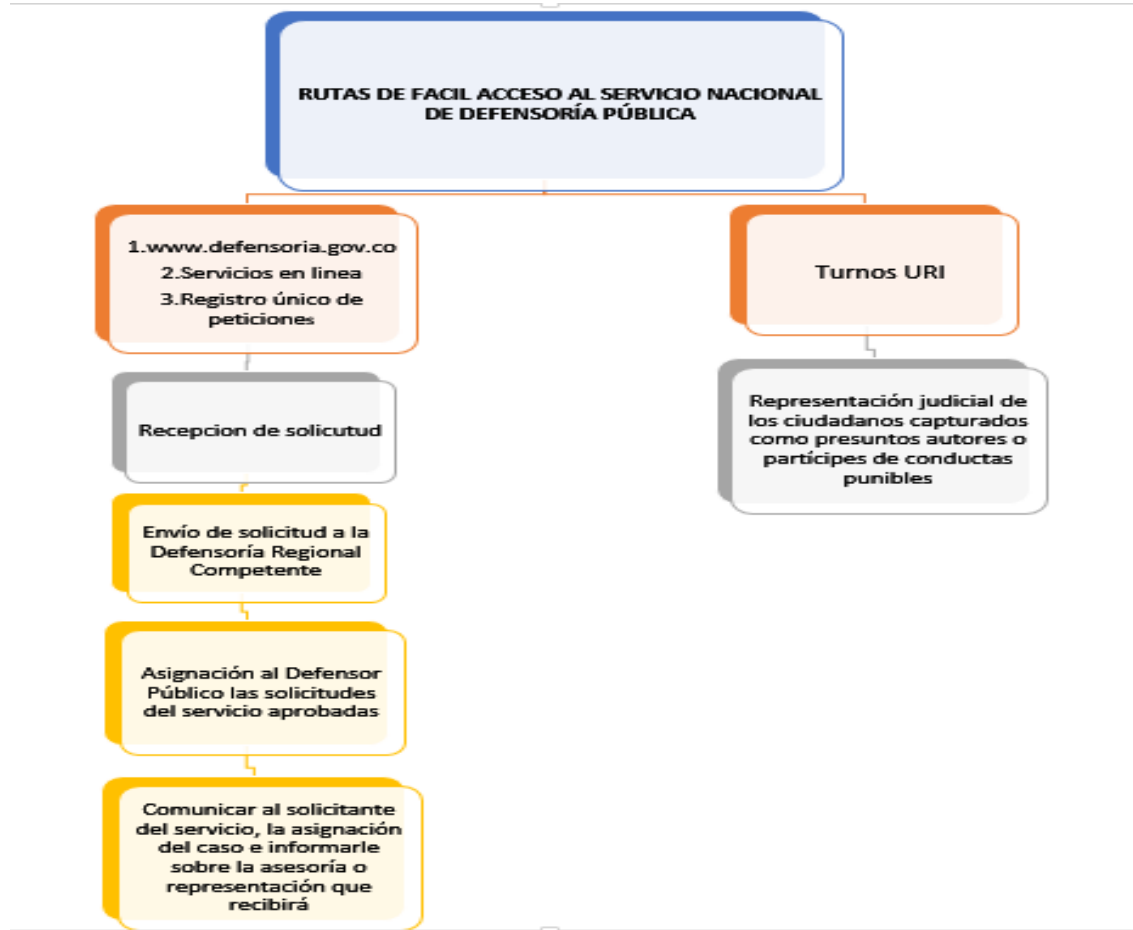 RUTAS DE FACIL ACCESO AL SERVICIO NACIONAL
DE DEFENSORÍA PÚBLICA
1.www.defensoria.gov.co
2.Servicios en linea
3.Registro único de
peticiones
Recepcion de solicutud
Envío de solicitud a la
Defensoría Regional
Competente
Asignación al Defensor
Público las solicitudes
del servicio aprobadas
Comunicar al solicitante
del servicio, la asignación
del caso e informarle
sobre la asesoría o
representación que
recibirá
Turnos URI
Representación judicial de
los ciudadanos capturados
como presuntos autores o
partícipes de conductas
punibles